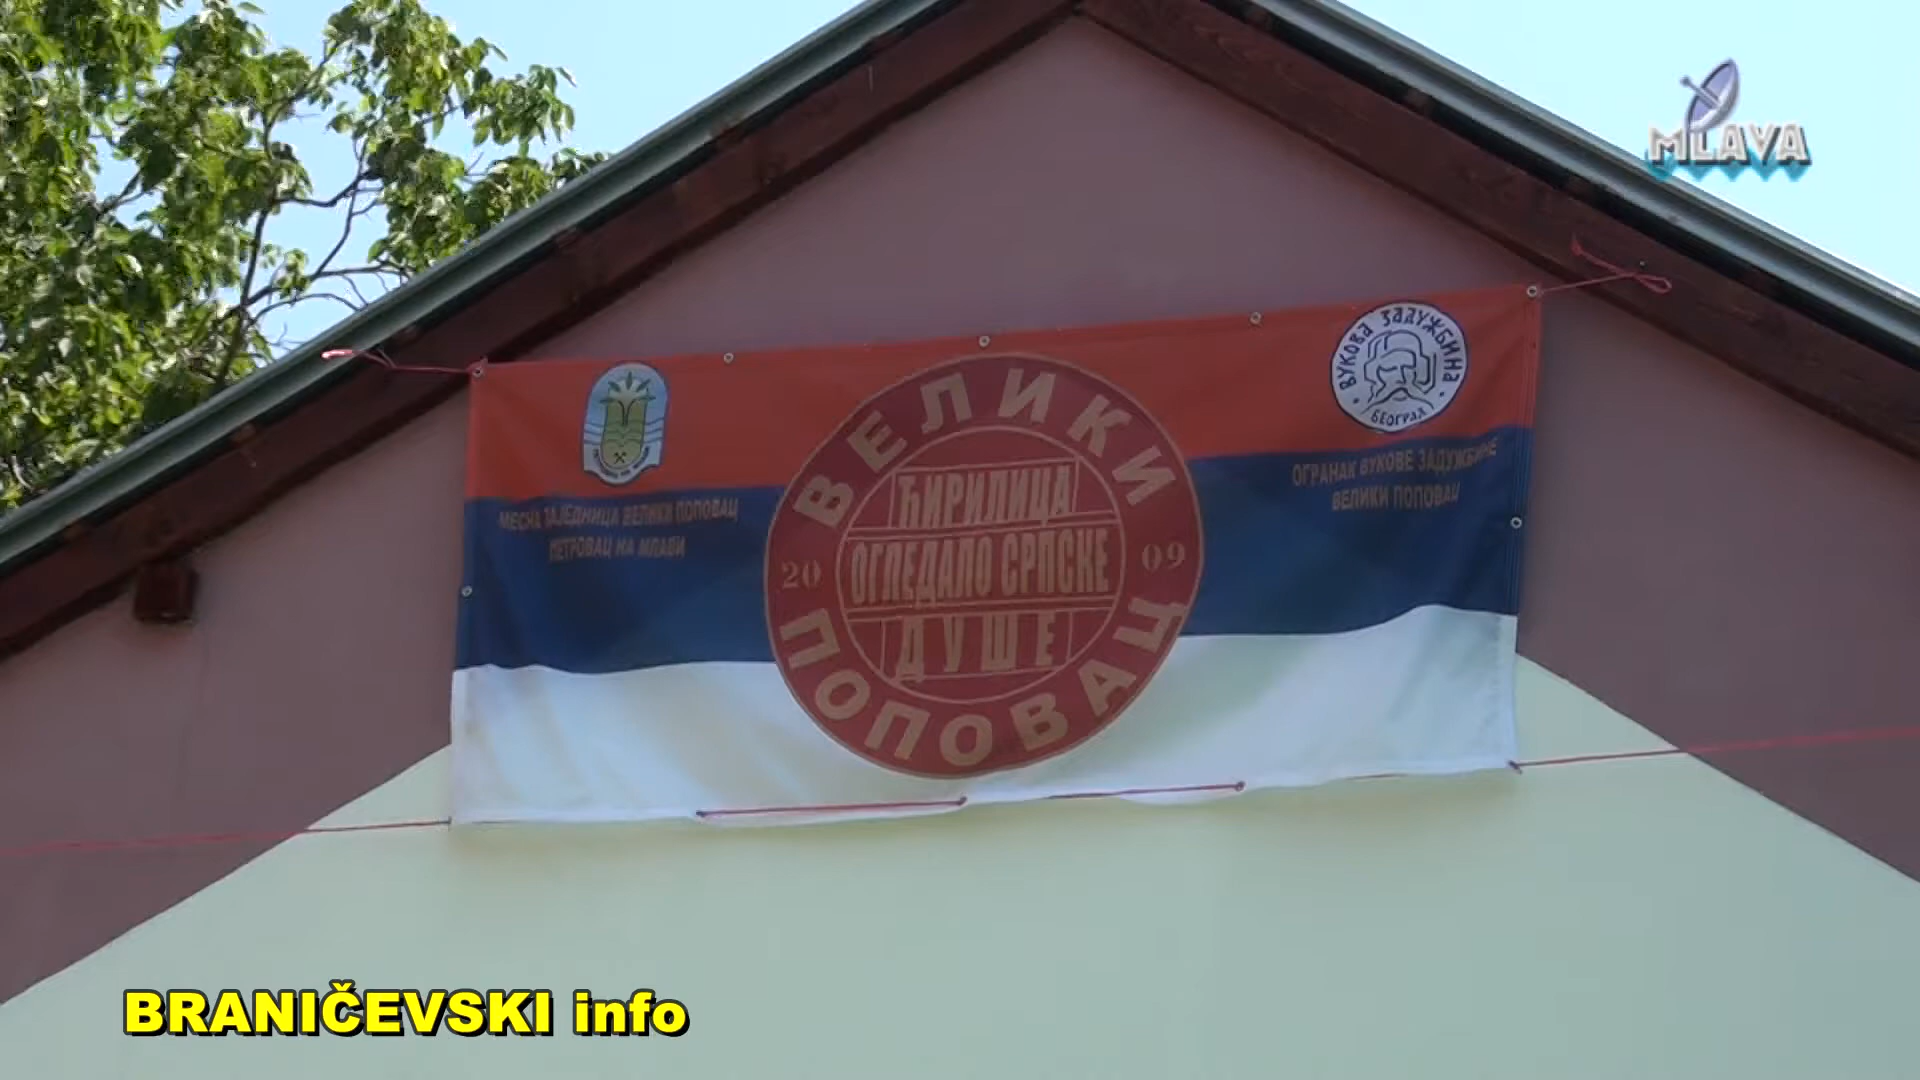 MLAVA
ВУКОВА ЗАДУЖБИНА
БЕОГРАД
ВЕЛИКИ ПОПОВАЦ
20 09
ЋИРИЛИЦА
ОГЛЕДАЛО СРПСКЕ
ДУШЕ
МЕСНА ЗАЈЕДНИЦА ВЕЛИКИ ПОПОВАЦ
ПЕТРОВАЦ НА МЛАВИ
ОГРАНАК ВУКОВЕ ЗАДУЖБИНЕ
ВЕЛИКИ ПОПОВАЦ
BRANIČEVSKI info